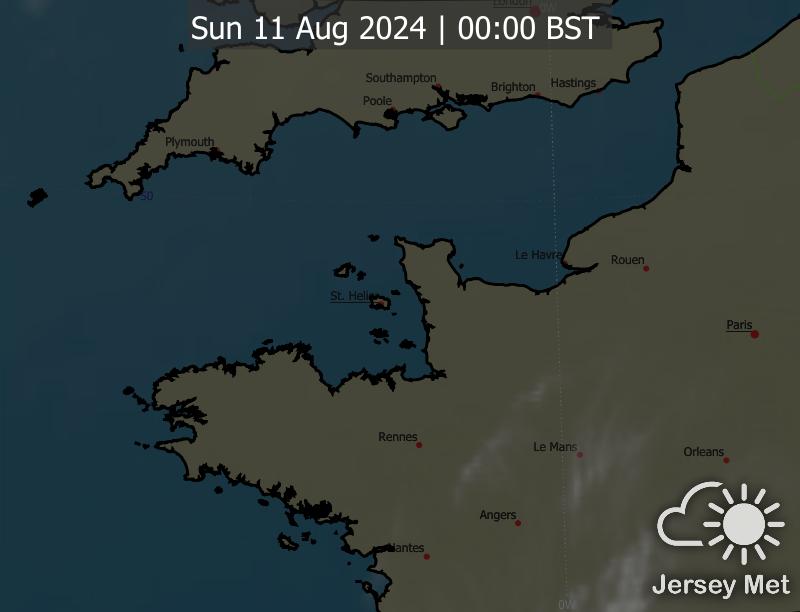 London
0W
Sun 11 Aug 2024 | 00:00 BST
Southampton
Brighton
Hastings
Poole
Plymouth
50
Le Havre
Rouen
St. Helier
Paris
Rennes
Le Mans
Orleans
Angers
Nantes
Jersey Met
0W